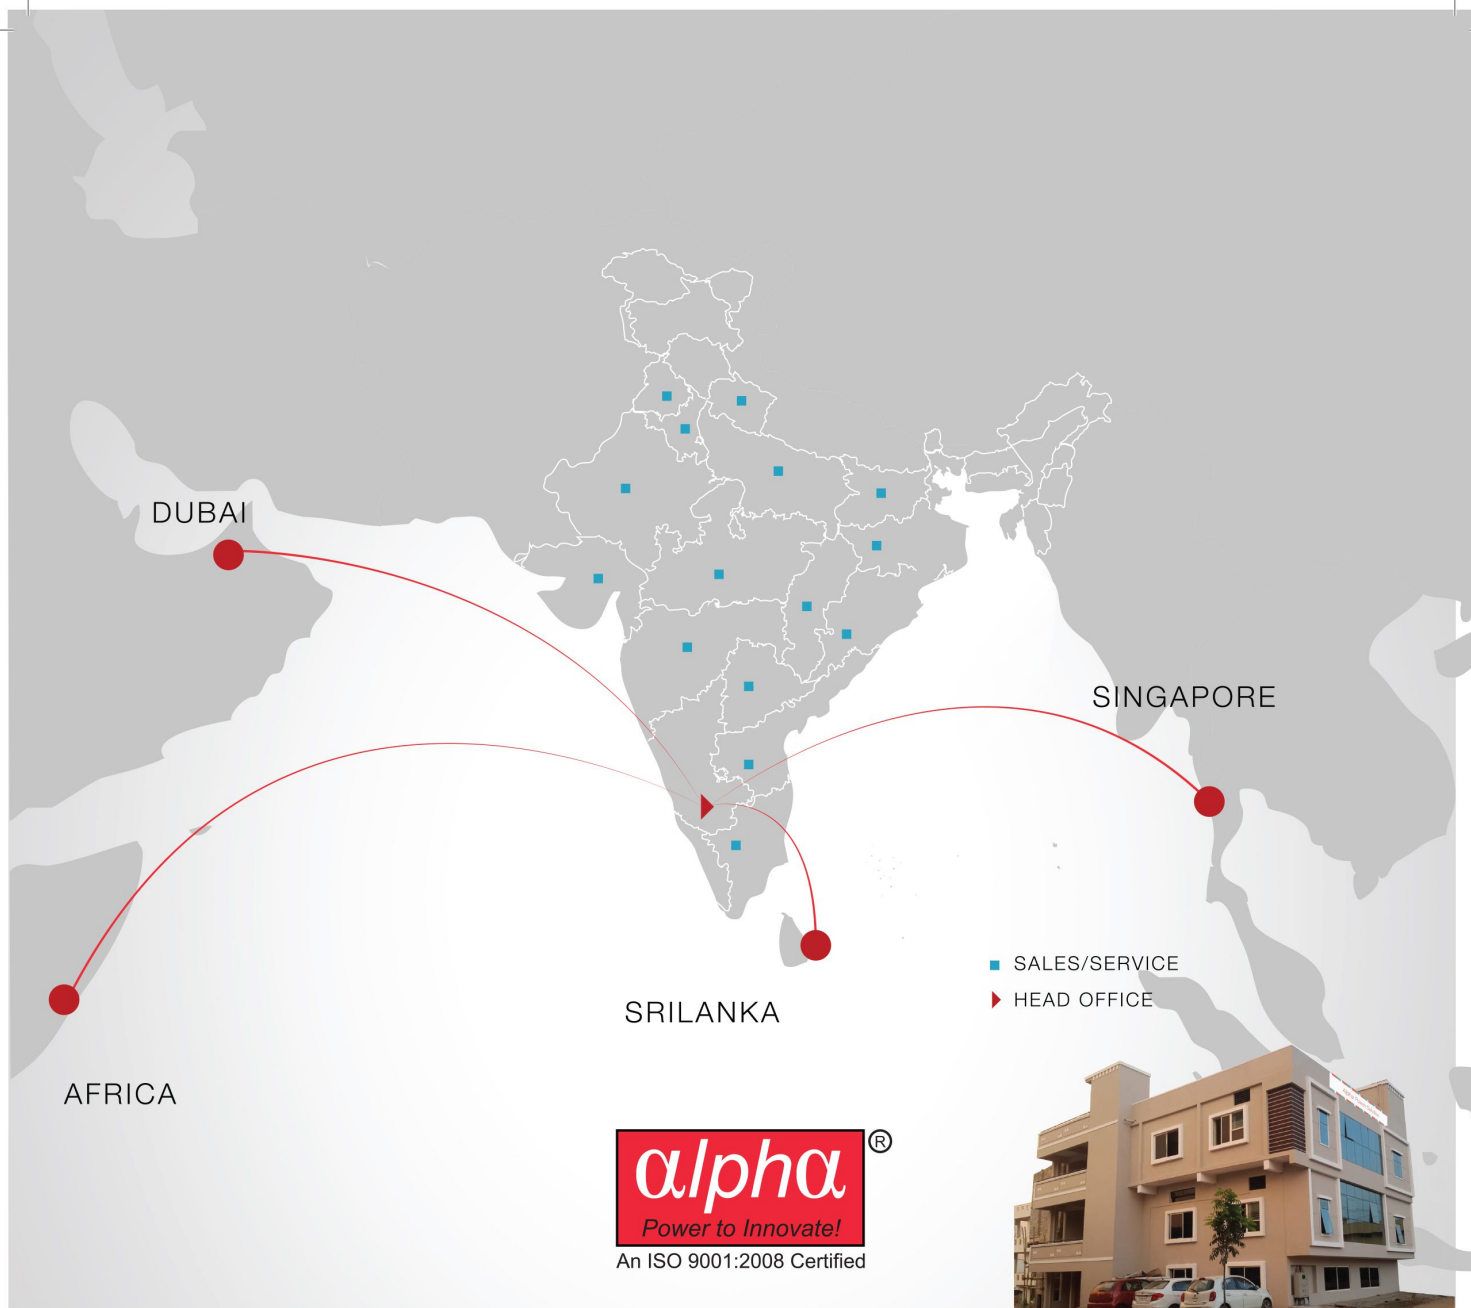 DUBAI
SINGAPORE
SALES/SERVICE
HEAD OFFICE
SRILANKA
AFRICA
alpha ®
Power to Innovate!
An ISO 9001:2008 Certified